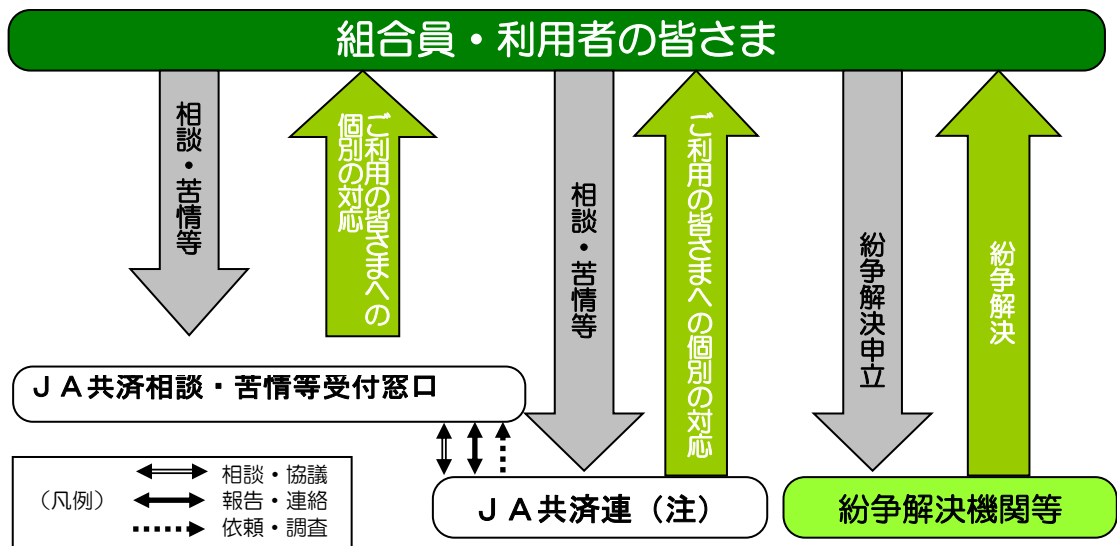 組合員・利用者の皆さま
相談・苦情等
ご利用の皆さまへの
個別の対応
相談・苦情等
ご利用の皆さまへの個別の対応
紛争解決申立
紛争解決
ＪＡ共済相談・苦情等受付窓口
ＪＡ共済連（注）
紛争解決機関等
（凡例）
相談・協議
報告・連絡
依頼・調査